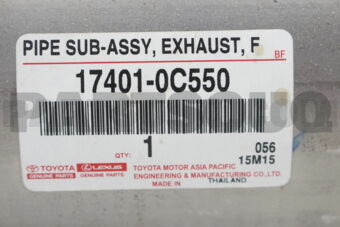 PIPE SUB-ASSY, EXHAUST, F
BF
17401-0C550
QTY: 1
056
15M15
TOYOTA GENUINE PARTS
LEXUS GENUINE PARTS
TOYOTA MOTOR ASIA PACIFIC
ENGINEERING & MANUFACTURING CO.,LTD.
MADE IN THAILAND
PARTSOUQ